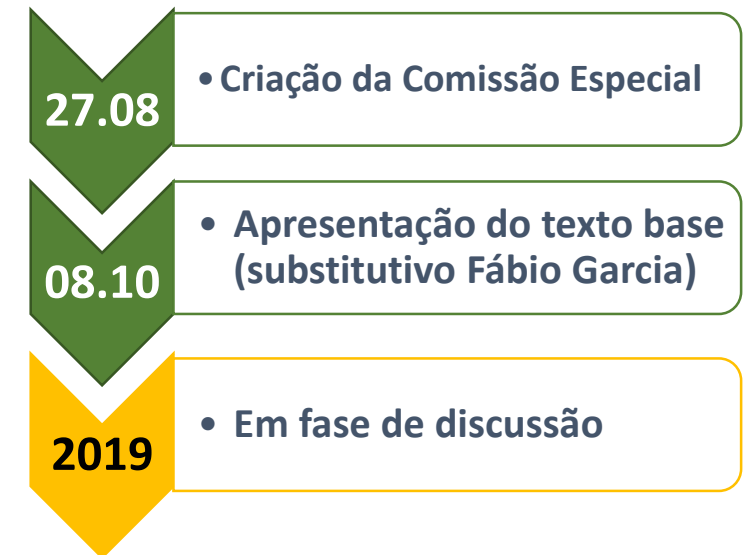 27.08
• Criação da Comissão Especial
08.10
• Apresentação do texto base
(substitutivo Fábio Garcia)
2019
• Em fase de discussão